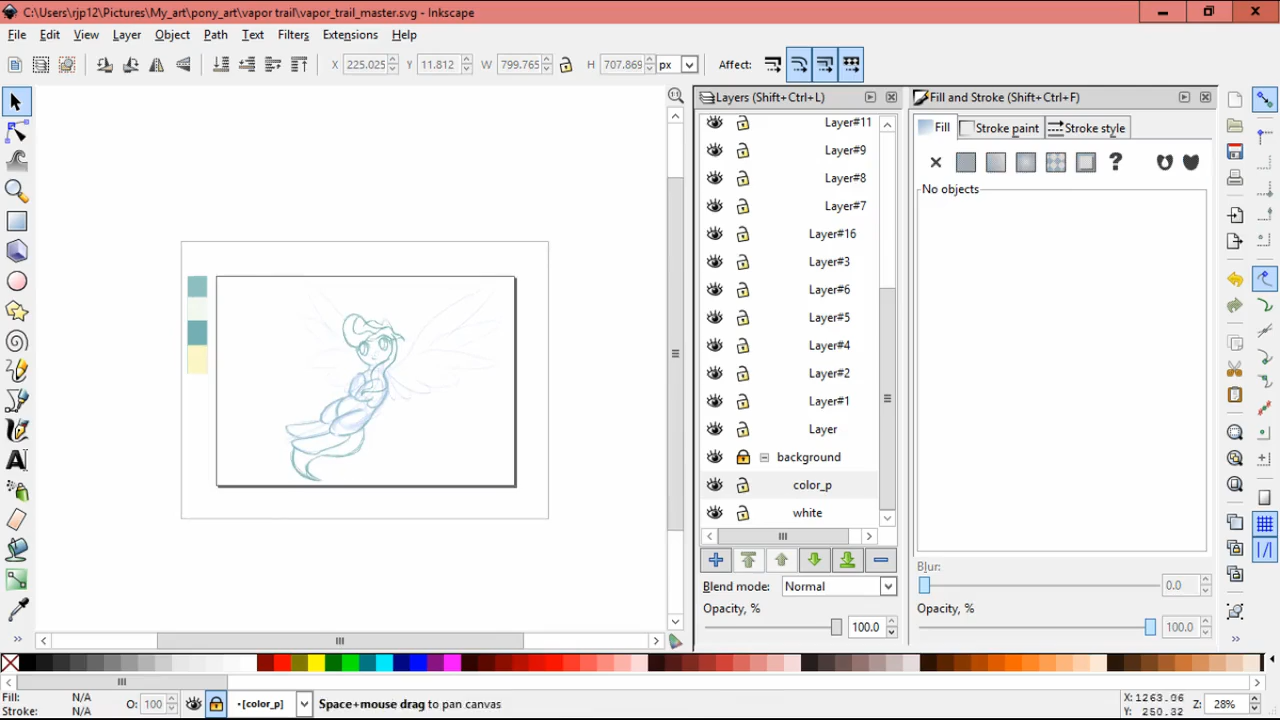 C:\Users\rjp12\Pictures\My_art\pony_art\vapor trail\vapor_trail_master.svg - Inkscape
File Edit View Layer Object Path Text Filters Extensions Help
X 225.025 Y 11.812 W 799.765 H 707.869 px Affect:
Layers (Shift+Ctrl+L)
Fill and Stroke (Shift+Ctrl+F)
Layer#11
Fill Stroke paint Stroke style
Layer#9
Layer#8
?
No objects
Layer#7
Layer#16
Layer#3
Layer#6
Layer#5
Layer#4
Layer#2
Layer#1
Layer
background
color_p
white
Blur:
0.0
Blend mode: Normal
Opacity, %
100.0
Opacity, %
100.0
Fill: N/A
Stroke: N/A
O: 100
[color_p]
Space+mouse drag to pan canvas
X:1263.06
Y: 250.32
Z: 28%